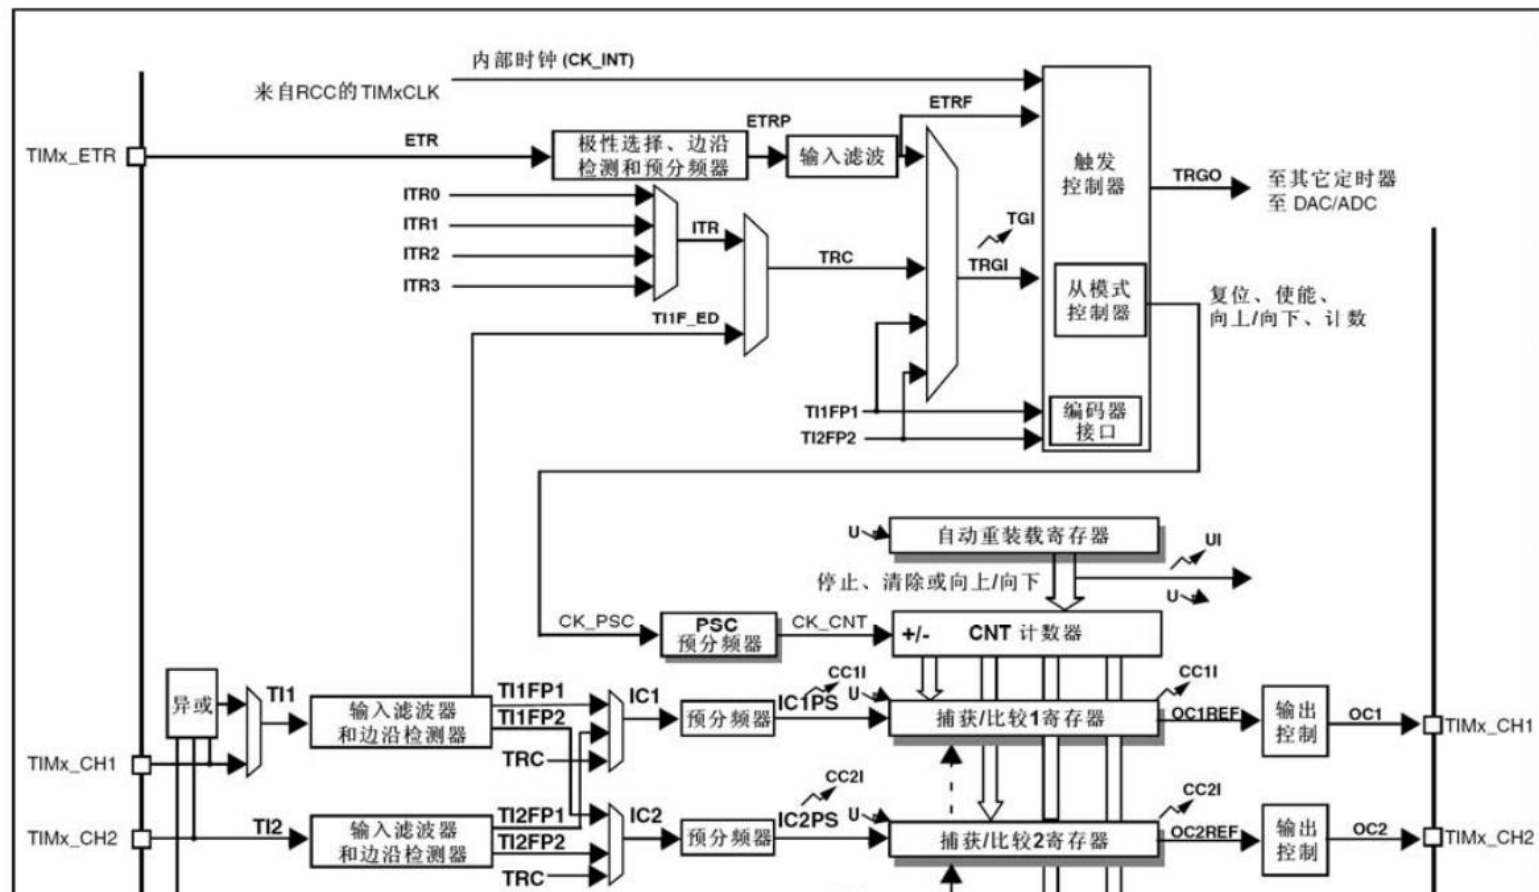 内部时钟 (CK_INT)
来自RCC的 TIMxCLK
ETRF
ETRP
ETR
TIMx_ETR
极性选择、边沿
检测和预分频器
输入滤波
触发
控制器
TRGO
至其它定时器
至 DAC/ADC
ITR0
ITR1
ITR2
ITR3
ITR
TRC
TGI
TRGI
TI1F_ED
从模式
控制器
复位、使能、
向上/向下、计数
TI1FP1
TI2FP2
编码器
接口
U
自动重装载寄存器
UI
停止、清除或向上/向下
U
CK_PSC
PSC
预分频器
CK_CNT
+/-
CNT 计数器
异或
TI1
输入滤波器
和边沿检测器
TI1FP1
TI1FP2
TRC
IC1
预分频器
CC1I
IC1PS
U
捕获/比较1寄存器
CC1I
OC1REF
输出
控制
OC1
TIMx_CH1
TIMx_CH1
TIMx_CH2
TI2
输入滤波器
和边沿检测器
TI2FP1
TI2FP2
TRC
IC2
预分频器
CC2I
IC2PS
U
捕获/比较2寄存器
CC2I
OC2REF
输出
控制
OC2
TIMx_CH2